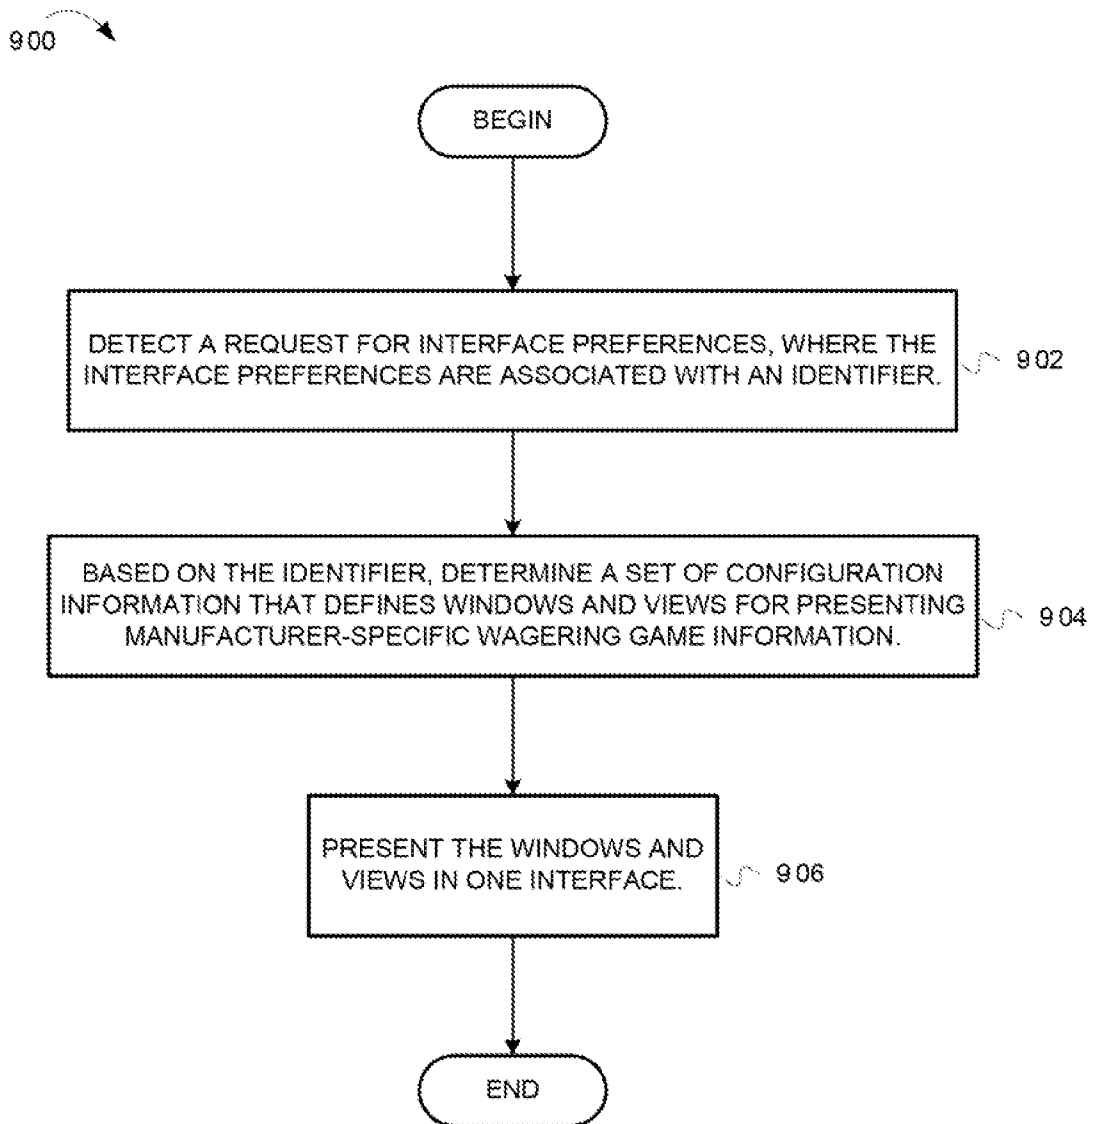 900
BEGIN
DETECT A REQUEST FOR INTERFACE PREFERENCES, WHERE THE
INTERFACE PREFERENCES ARE ASSOCIATED WITH AN IDENTIFIER.
902
BASED ON THE IDENTIFIER, DETERMINE A SET OF CONFIGURATION
INFORMATION THAT DEFINES WINDOWS AND VIEWS FOR PRESENTING
MANUFACTURER-SPECIFIC WAGERING GAME INFORMATION.
904
PRESENT THE WINDOWS AND
VIEWS IN ONE INTERFACE.
906
END